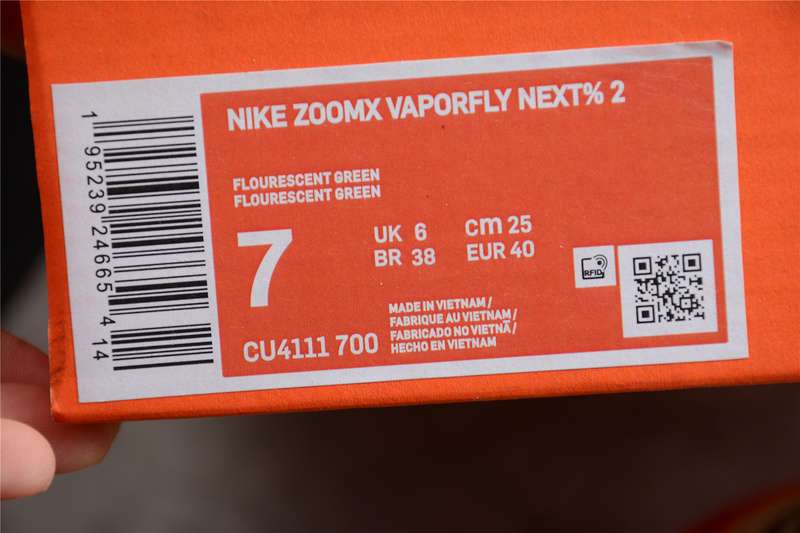 NIKE ZOOMX VAPORFLY NEXT% 2
FLOURESCENT GREEN
FLOURESCENT GREEN
7
UK 6 cm 25
BR 38 EUR 40
RFID
CU4111 700
MADE IN VIETNAM /
FABRIQUE AU VIETNAM /
FABRICADO NO VIETNÃ /
HECHO EN VIETNAM
1 95239 24665 4 14